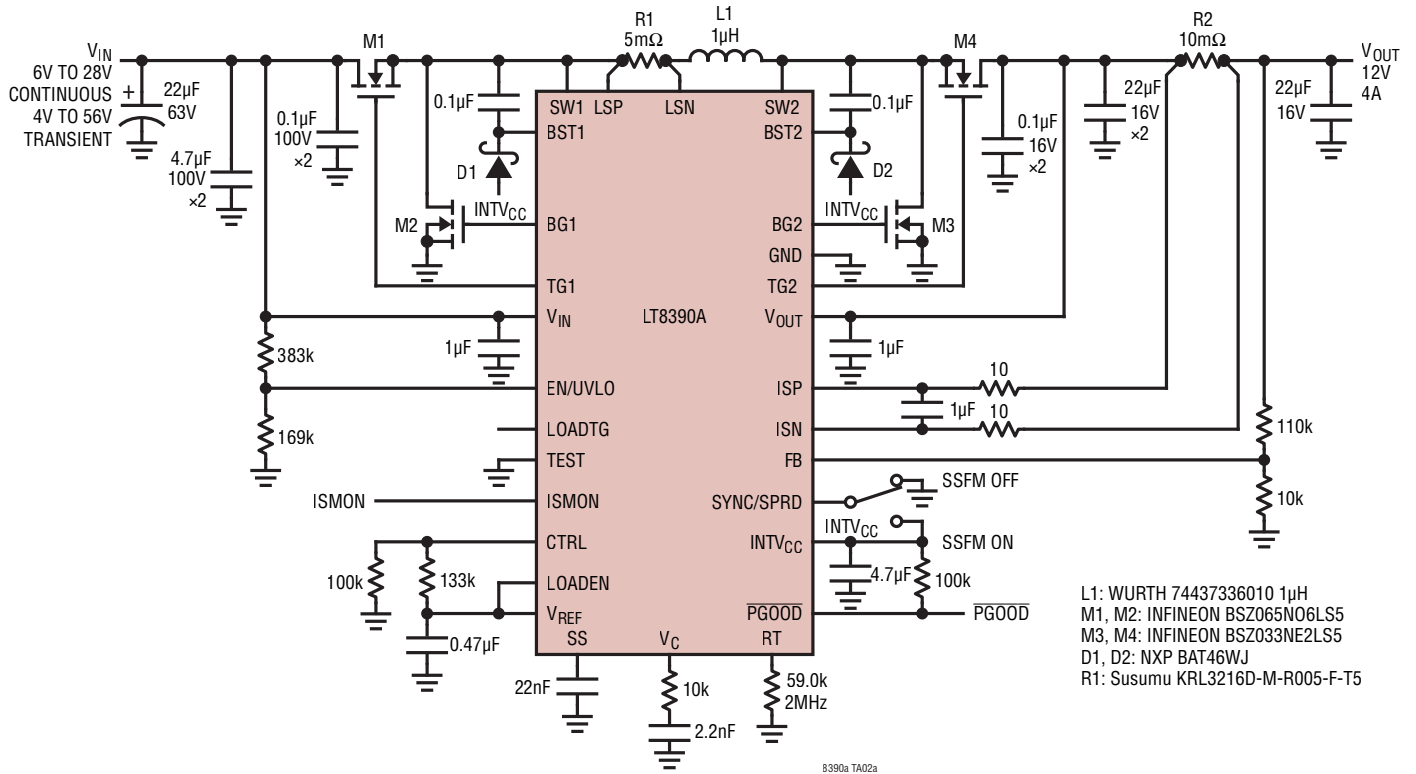 R1
5mΩ
L1
1µH
R2
10mΩ
VIN
6V TO 28V
CONTINUOUS
4V TO 56V
TRANSIENT
+
22µF
63V
4.7µF
100V
×2
0.1µF
100V
×2
M1
0.1µF
D1
INTVCC
M2
M4
0.1µF
D2
INTVCC
M3
0.1µF
16V
×2
22µF
16V
×2
22µF
16V
VOUT
12V
4A
SW1
LSP
LSN
SW2
BST1
BST2
BG1
BG2
GND
TG1
TG2
VIN
LT8390A
VOUT
1µF
1µF
383k
169k
EN/UVLO
LOADTG
TEST
ISMON
ISMON
CTRL
LOADEN
VREF
SS
VC
RT
ISP
ISN
FB
SYNC/SPRD
INTVCC
PGOOD
10
1µF
10
110k
10k
SSFM OFF
INTVCC
SSFM ON
4.7µF
100k
PGOOD
100k
133k
0.47µF
22nF
10k
2.2nF
59.0k
2MHz
L1: WURTH 74437336010 1µH
M1, M2: INFINEON BSZ065NO6LS5
M3, M4: INFINEON BSZ033NE2LS5
D1, D2: NXP BAT46WJ
R1: Susumu KRL3216D-M-R005-F-T5
8390a TA02a